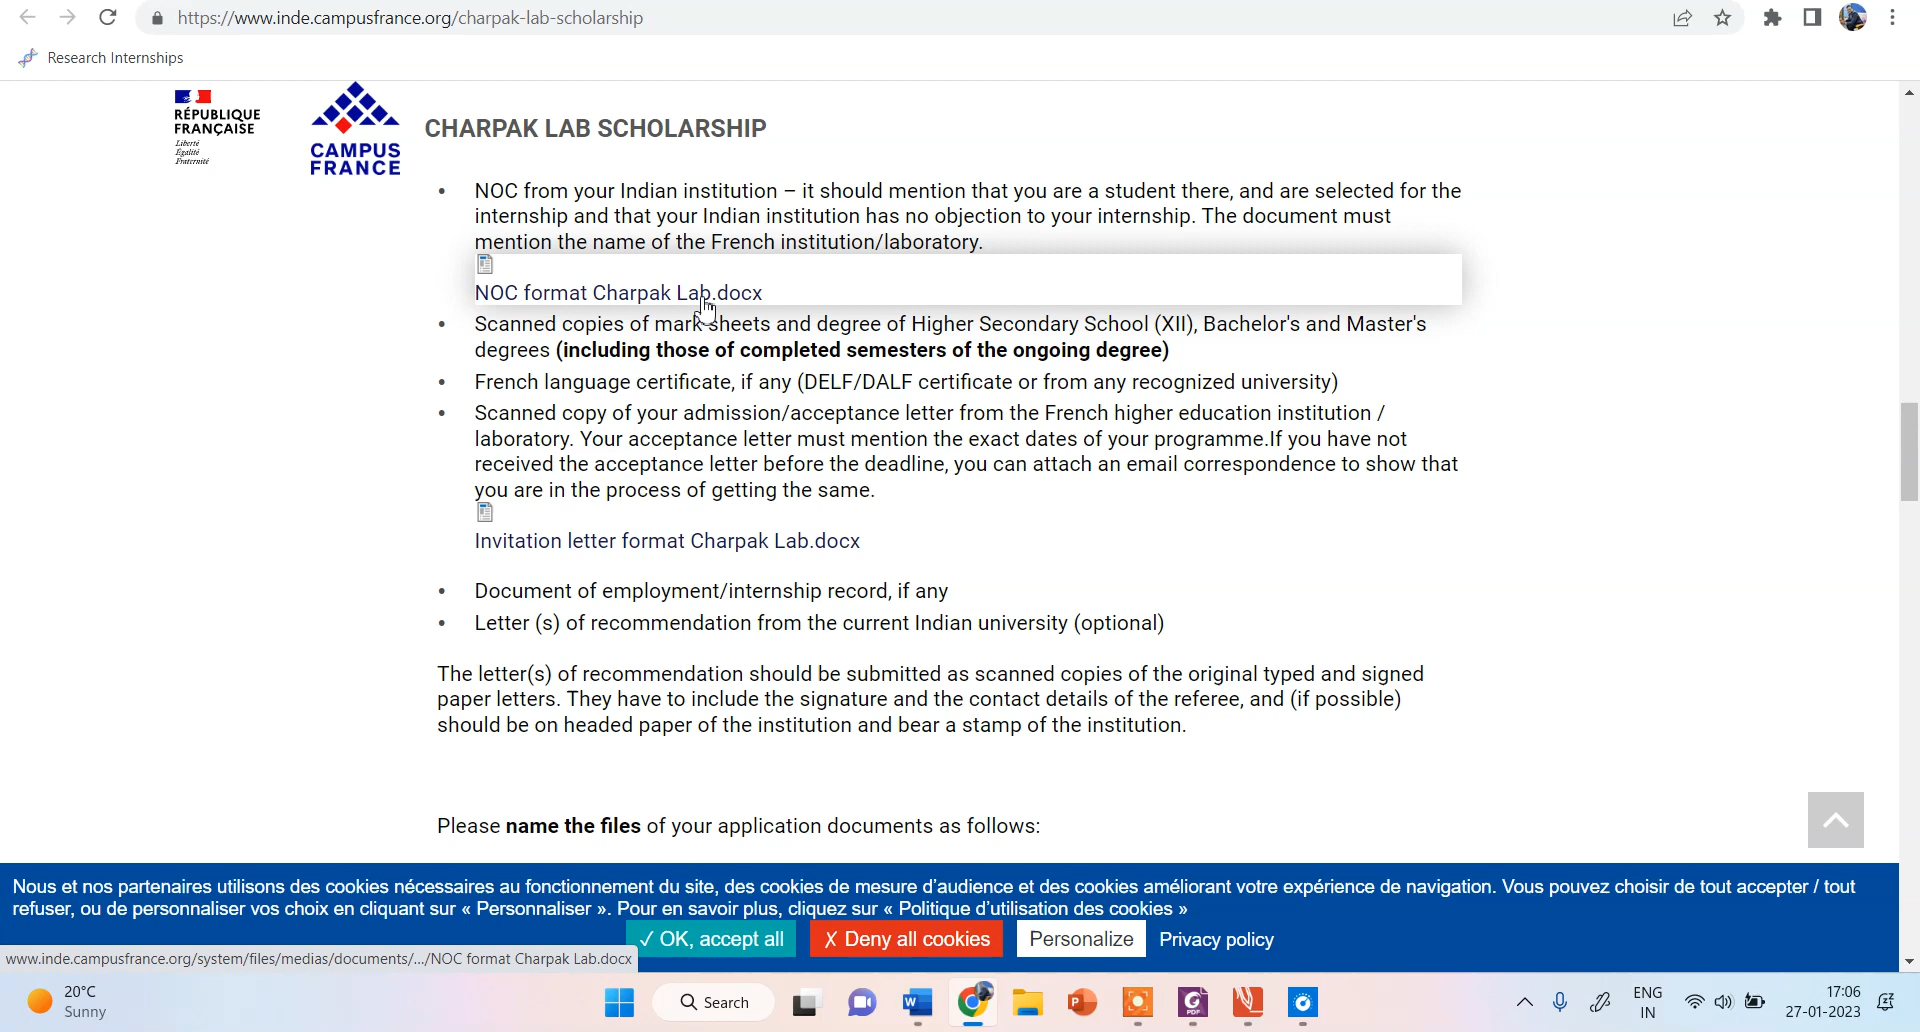 https://www.inde.campusfrance.org/charpak-lab-scholarship
Research Internships
RÉPUBLIQUE
FRANÇAISE
Liberté
Égalité
Fraternité
CAMPUS
FRANCE
CHARPAK LAB SCHOLARSHIP
• NOC from your Indian institution – it should mention that you are a student there, and are selected for the
internship and that your Indian institution has no objection to your internship. The document must
mention the name of the French institution/laboratory.
NOC format Charpak Lab.docx
• Scanned copies of mark sheets and degree of Higher Secondary School (XII), Bachelor's and Master's
degrees (including those of completed semesters of the ongoing degree)
• French language certificate, if any (DELF/DALF certificate or from any recognized university)
• Scanned copy of your admission/acceptance letter from the French higher education institution /
laboratory. Your acceptance letter must mention the exact dates of your programme.If you have not
received the acceptance letter before the deadline, you can attach an email correspondence to show that
you are in the process of getting the same.
Invitation letter format Charpak Lab.docx
• Document of employment/internship record, if any
• Letter (s) of recommendation from the current Indian university (optional)
The letter(s) of recommendation should be submitted as scanned copies of the original typed and signed
paper letters. They have to include the signature and the contact details of the referee, and (if possible)
should be on headed paper of the institution and bear a stamp of the institution.
Please name the files of your application documents as follows:
Nous et nos partenaires utilisons des cookies nécessaires au fonctionnement du site, des cookies de mesure d'audience et des cookies améliorant votre expérience de navigation. Vous pouvez choisir de tout accepter / tout
refuser, ou de personnaliser vos choix en cliquant sur « Personnaliser ». Pour en savoir plus, cliquez sur « Politique d'utilisation des cookies »
✓ OK, accept all ✗ Deny all cookies Personalize Privacy policy
www.inde.campusfrance.org/system/files/medias/documents/.../NOC format Charpak Lab.docx
20°C
Sunny
Search
ENG
IN
17:06
27-01-2023